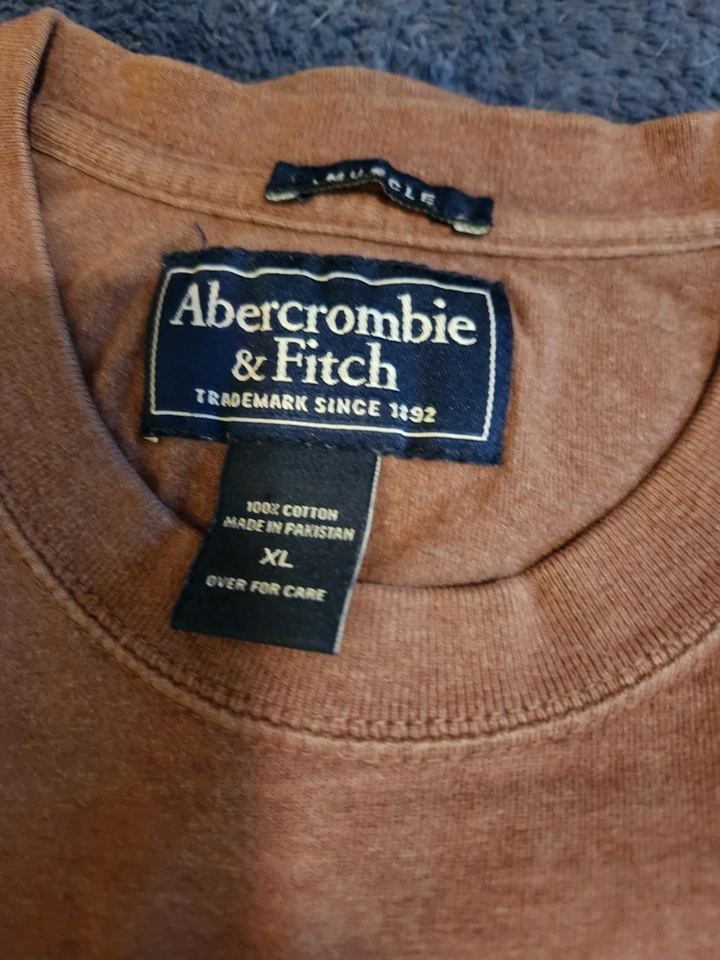 MUSCLE
Abercrombie
& Fitch
TRADEMARK SINCE 1892
100% COTTON
MADE IN PAKISTAN
XL
OVER FOR CARE